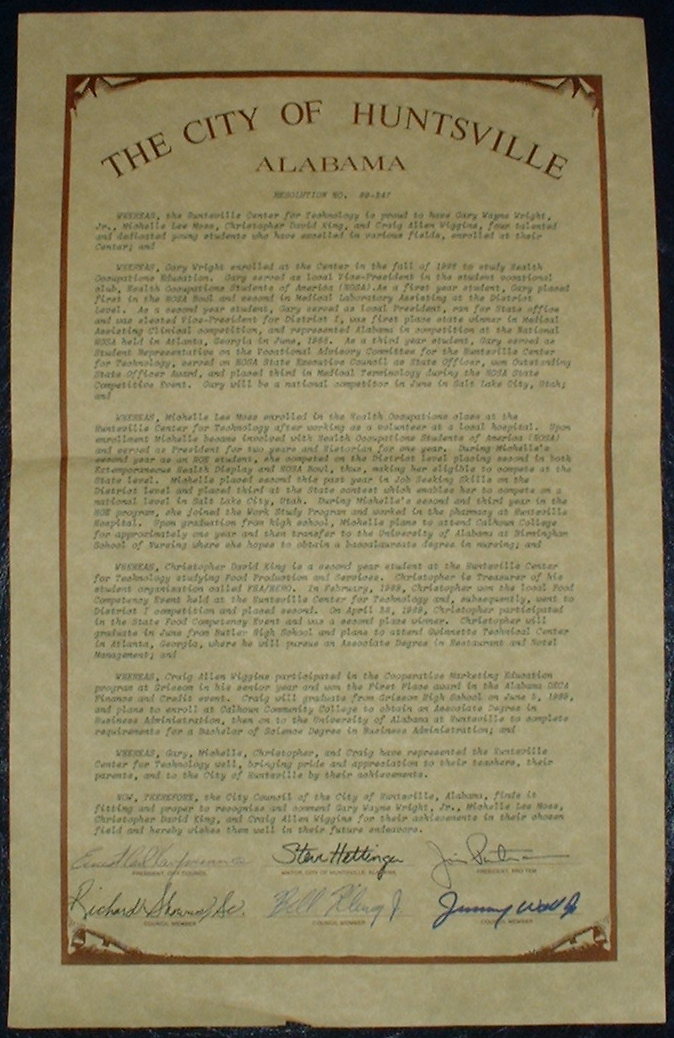 THE CITY OF HUNTSVILLE
ALABAMA
RESOLUTION NO. 89-347
WHEREAS, the Huntsville Center for Technology is proud to have Gary Wayne Wright,
Jr., Michelle Lee Moss, Christopher David King, and Craig Allen Wiggins, four talented
and dedicated young students who have excelled in various fields, enrolled at their
Center; and
WHEREAS, Gary Wright enrolled at the Center in the fall of 1986 to study Health
Occupations Education. Gary served as local Vice-President in the student vocational
club, Health Occupations Students of America (HOSA). As a first year student, Gary placed
first in the HOSA Bowl and second in Medical Laboratory Assisting at the District
Level. As a second year student, Gary served as local President, ran for State office
and was elected Vice-President for District I, was first place state winner in Medical
Assisting Clinical competition, and represented Alabama in competition at the National
HOSA held in Atlanta, Georgia in June, 1988. As a third year student, Gary served as
Student Representative on the Vocational Advisory Committee for the Huntsville Center
for Technology, served on HOSA State Executive Council as State Officer, won Outstanding
State Officer Award, and placed third in Medical Terminology during the HOSA State
Competitive Event. Gary will be a national competitor in June in Salt Lake City, Utah;
and
WHEREAS, Michelle Lee Moss enrolled in the Health Occupations class at the
Huntsville Center for Technology after working as a volunteer at a local hospital. Upon
enrollment Michelle became involved with Health Occupations Students of America (HOSA)
and served as President for two years and Historian for one year. During Michelle's
second year as an HOE student, she competed on the District level placing second in both
Extemporaneous Health Display and HOSA Bowl, thus, making her eligible to compete at the
State level. Michelle placed second this past year in Job Seeking Skills on the
District level and placed third at the State contest which enables her to compete on a
national level in Salt Lake City, Utah. During Michelle's second and third year in the
HOE program, she joined the Work Study Program and worked in the pharmacy at Huntsville
Hospital. Upon graduation from high school, Michelle plans to attend Calhoun College
for approximately one year and then transfer to the University of Alabama at Birmingham
School of Nursing where she hopes to obtain a baccalaureate degree in nursing; and
WHEREAS, Christopher David King is a second year student at the Huntsville Center
for Technology studying Food Production and Services. Christopher is Treasurer of his
student organization called FHA/HERO. In February, 1989, Christopher won the local Food
Competency Event held at the Huntsville Center for Technology and, subsequently, went to
District I competition and placed second. On April 28, 1989, Christopher participated
in the State Food Competency Event and was a second place winner. Christopher will
graduate in June from Butler High School and plans to attend Gwinnette Technical Center
in Atlanta, Georgia, where he will pursue an Associate Degree in Restaurant and Hotel
Management; and
WHEREAS, Craig Allen Wiggins participated in the Cooperative Marketing Education
program at Grissom in his senior year and won the First Place award in the Alabama DECA
Finance and Credit event. Craig will graduate from Grissom High School on June 5, 1989,
and plans to enroll at Calhoun Community College to obtain an Associate Degree in
Business Administration, then on to the University of Alabama at Huntsville to complete
requirements for a Bachelor of Science Degree in Business Administration; and
WHEREAS, Gary, Michelle, Christopher, and Craig have represented the Huntsville
Center for Technology well, bringing pride and appreciation to their teachers, their
parents, and to the City of Huntsville by their achievements.
NOW, THEREFORE, the City Council of the City of Huntsville, Alabama, finds it
fitting and proper to recognize and commend Gary Wayne Wright, Jr., Michelle Lee Moss,
Christopher David King, and Craig Allen Wiggins for their achievements in their chosen
field and hereby wishes them well in their future endeavors.
Steve Hettinger
PRESIDENT, CITY COUNCIL MAYOR, CITY OF HUNTSVILLE, ALABAMA PRESIDENT PRO TEM
Richard Showers, Sr. Bill Kling Jr. Jimmy Wall Jr
COUNCIL MEMBER COUNCIL MEMBER COUNCIL MEMBER